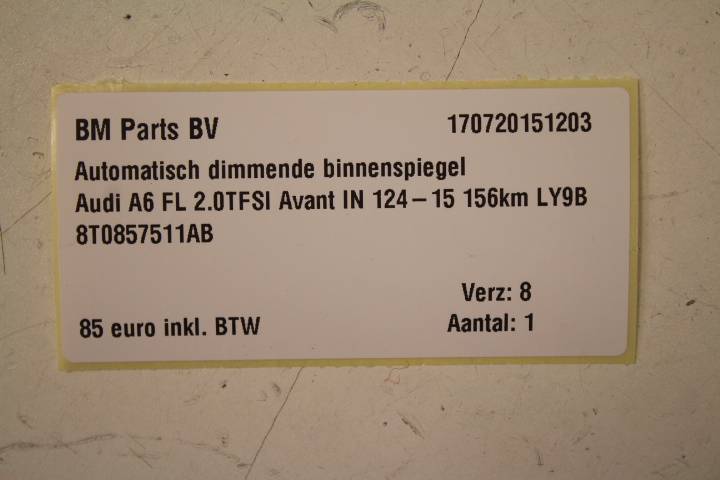 BM Parts BV 170720151203
Automatisch dimmende binnenspiegel
Audi A6 FL 2.0TFSI Avant IN 124-15 156km LY9B
8T0857511AB
Verz: 8
85 euro inkl. BTW Aantal: 1